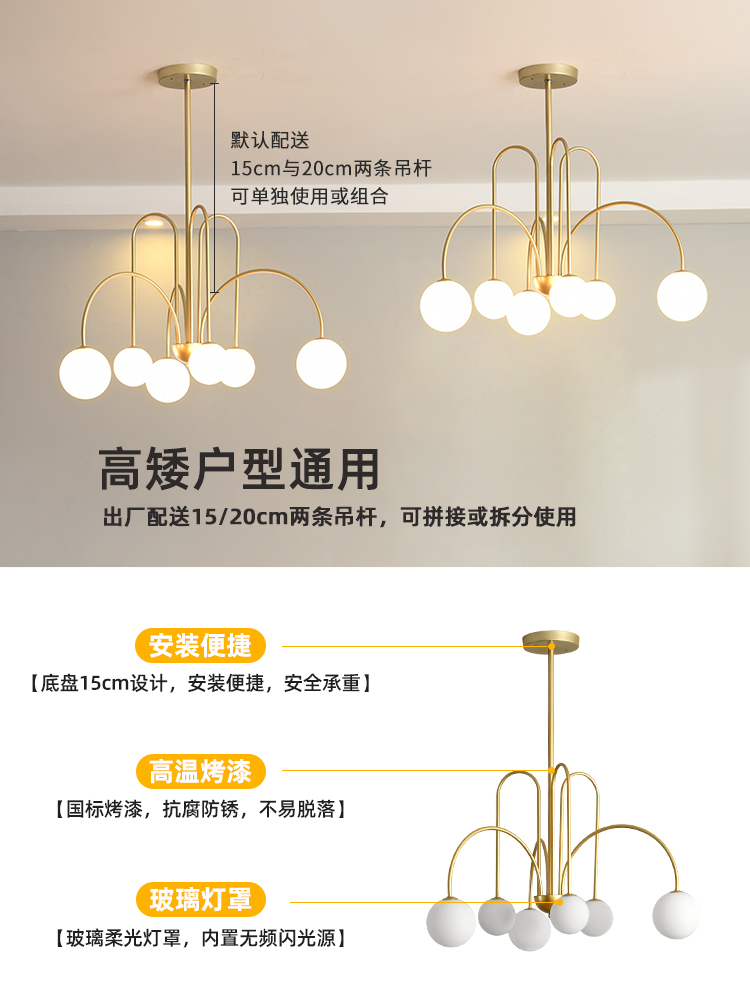 默认配送
15cm与20cm两条吊杆
可单独使用或组合
高矮户型通用
出厂配送15/20cm两条吊杆，可拼接或拆分使用
安装便捷
【底盘15cm设计，安装便捷，安全承重】
高温烤漆
【国标烤漆，抗腐防锈，不易脱落】
玻璃灯罩
【玻璃柔光灯罩，内置无频闪光源】